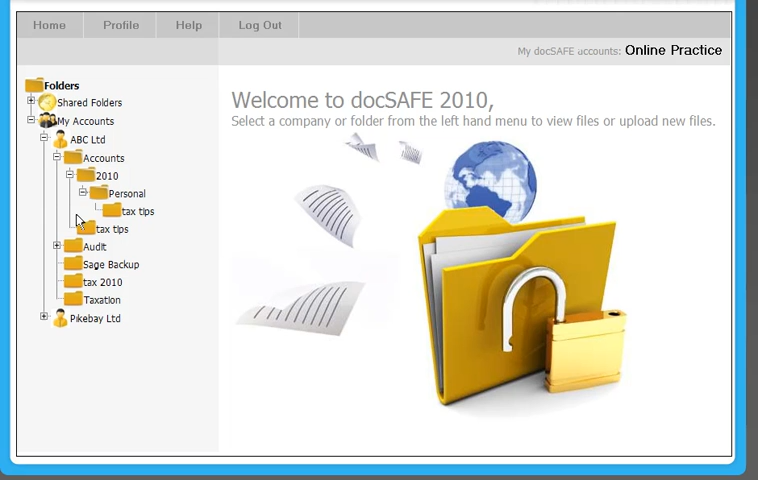 Home Profile Help Log Out
My docSAFE accounts: Online Practice
Folders
Shared Folders
My Accounts
ABC Ltd
Accounts
2010
Personal
tax tips
tax tips
Audit
Sage Backup
tax 2010
Taxation
Pikebay Ltd
Welcome to docSAFE 2010,
Select a company or folder from the left hand menu to view files or upload new files.